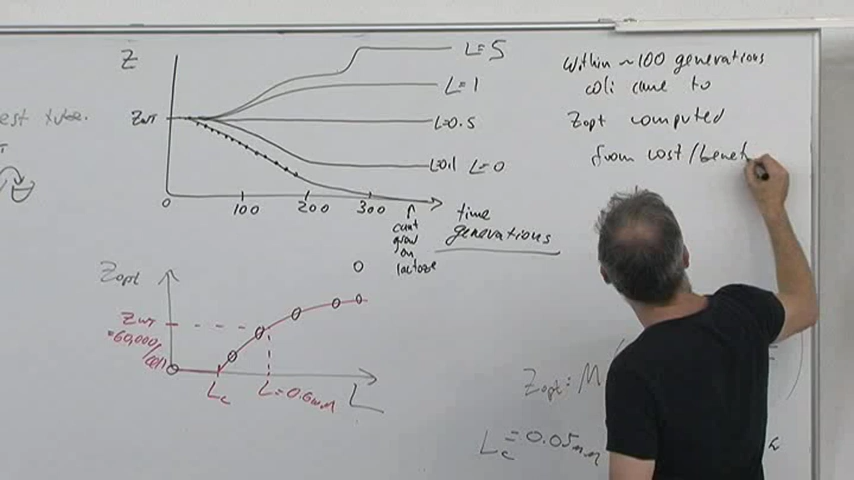 est tube.
Z
Zwt
L=5
L=1
L=0.5
L=0.1 L=0
0 100 200 300
time
generations
cant
grow
on
lactose
Within ~100 generations
coli came to
Zopt computed
from cost/benef
Zopt
Zwt
=60,000
/cell
Lc
L=0.6mM
L
Zopt: M
Lc=0.05mM